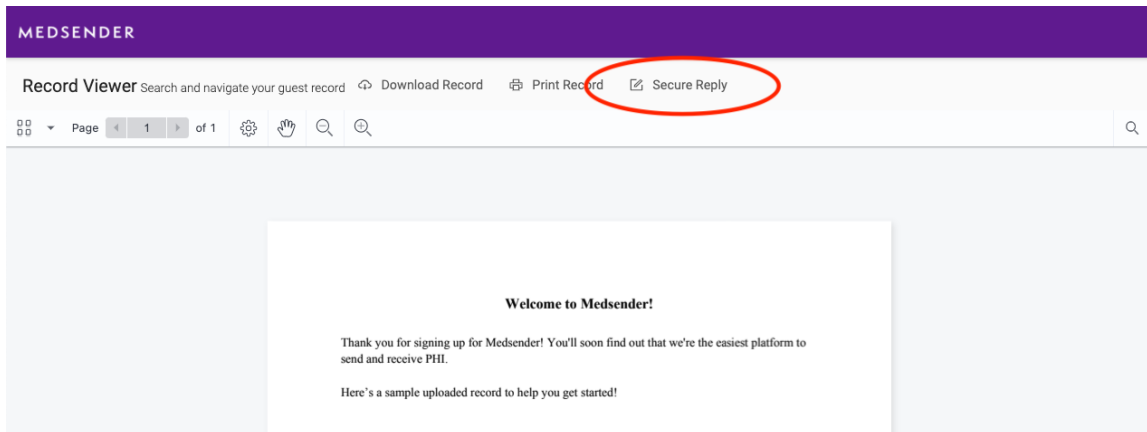 MEDSENDER
Record Viewer Search and navigate your guest record Download Record Print Record Secure Reply
Page 1 of 1
Welcome to Medsender!
Thank you for signing up for Medsender! You'll soon find out that we're the easiest platform to
send and receive PHI.
Here's a sample uploaded record to help you get started!